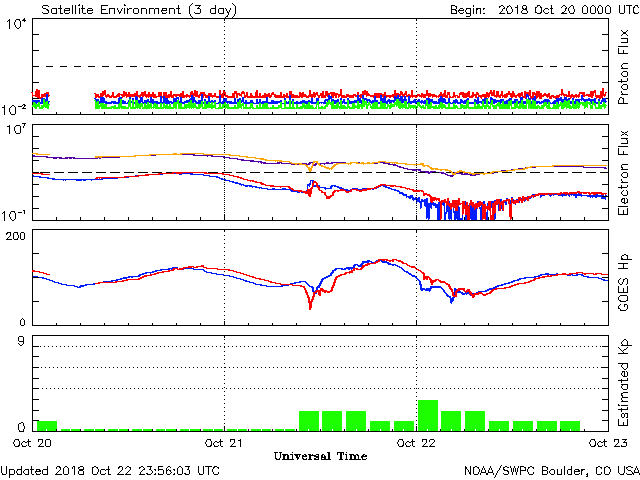 Satellite Environment (3 day) Begin: 2018 Oct 20 0000 UTC
10^4
10^-2
Proton Flux
10^7
10^-1
Electron Flux
200
0
GOES Hp
9
0
Estimated Kp
Oct 20 Oct 21 Oct 22 Oct 23
Universal Time
Updated 2018 Oct 22 23:56:03 UTC NOAA/SWPC Boulder, CO USA